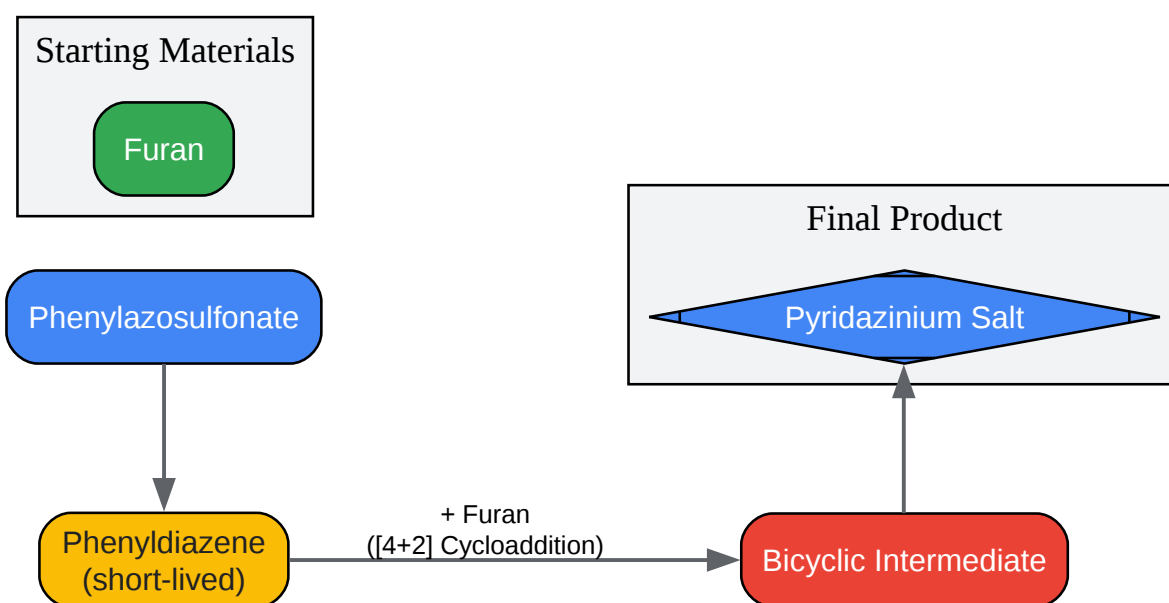 Starting Materials
Furan
Phenylazosulfonate
Final Product
Pyridazinium Salt
Phenyldiazene
(short-lived)
+ Furan
([4+2] Cycloaddition)
Bicyclic Intermediate